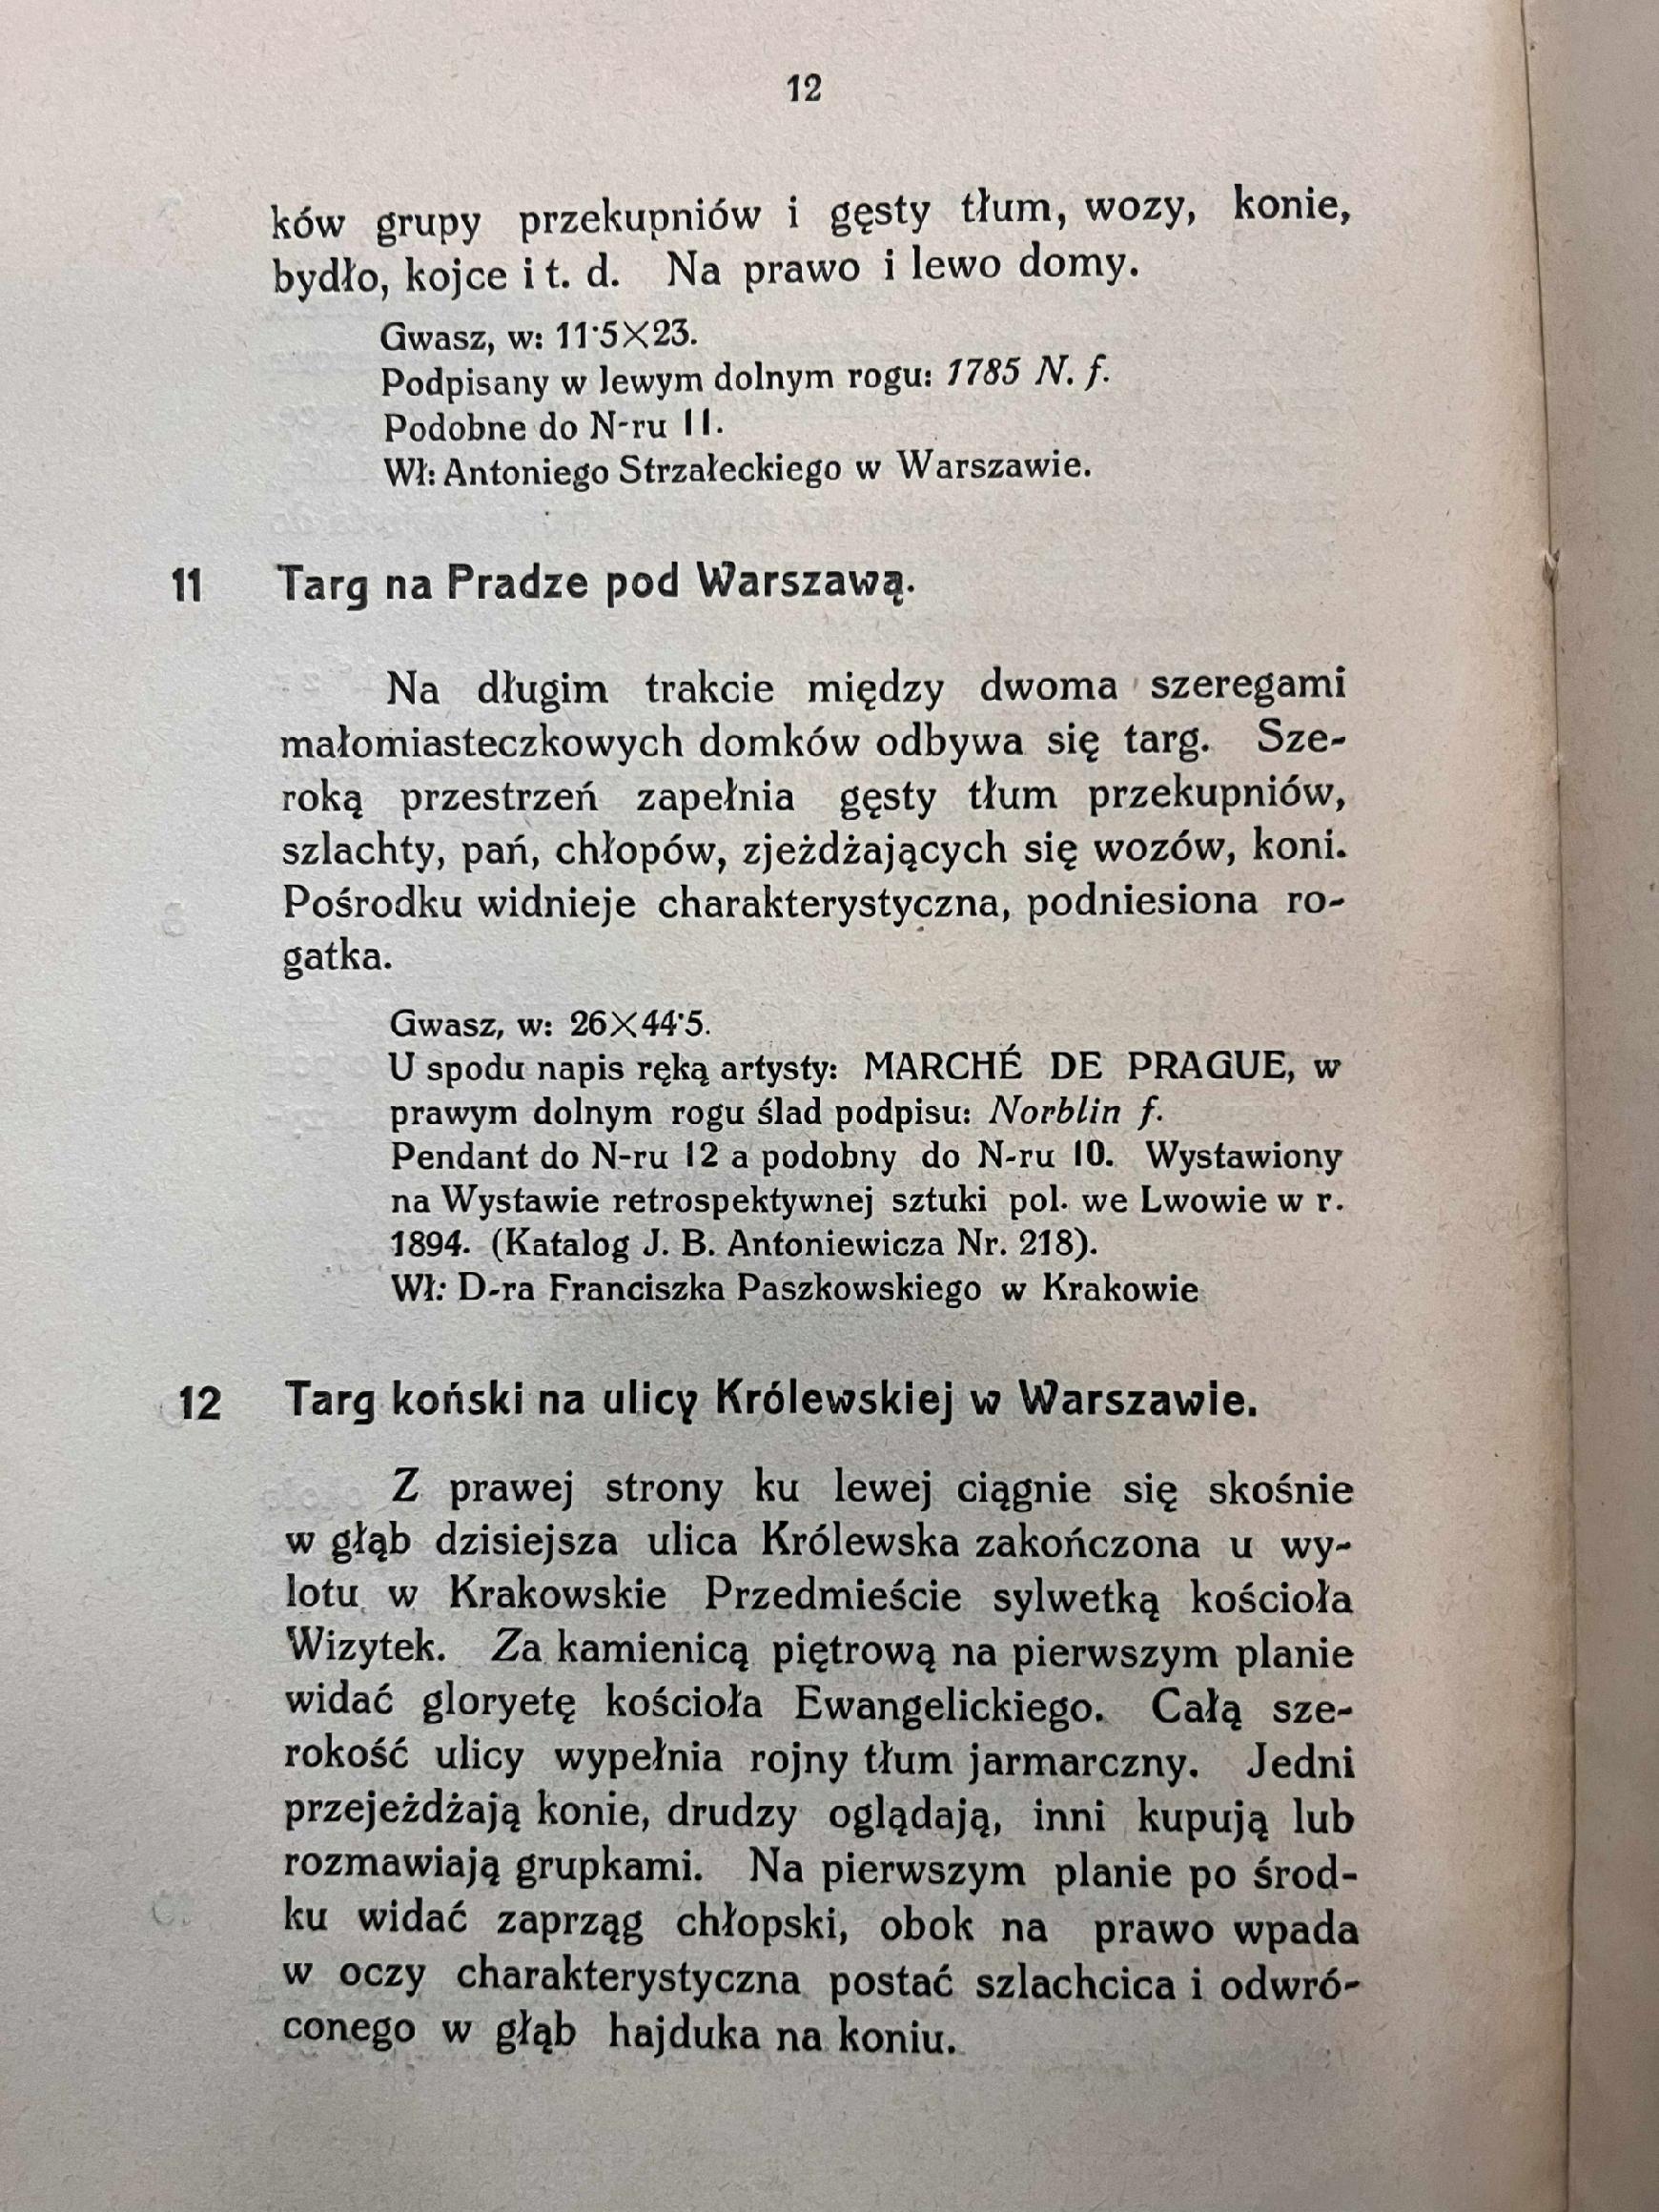 12
ków grupy przekupniów i gęsty tłum, wozy, konie,
bydło, kojce i t. d. Na prawo i lewo domy.
Gwasz, w: 11·5×23.
Podpisany w lewym dolnym rogu: 1785 N. f.
Podobne do N-ru 11.
Wł: Antoniego Strzałeckiego w Warszawie.
11 Targ na Pradze pod Warszawą.
Na długim trakcie między dwoma szeregami
małomiasteczkowych domków odbywa się targ. Sze-
roką przestrzeń zapełnia gęsty tłum przekupniów,
szlachty, pań, chłopów, zjeżdżających się wozów, koni.
Pośrodku widnieje charakterystyczna, podniesiona ro-
gatka.
Gwasz, w: 26×44·5.
U spodu napis ręką artysty: MARCHÉ DE PRAGUE, w
prawym dolnym rogu ślad podpisu: Norblin f.
Pendant do N-ru 12 a podobny do N-ru 10. Wystawiony
na Wystawie retrospektywnej sztuki pol. we Lwowie w r.
1894. (Katalog J. B. Antoniewicza Nr. 218).
Wł: D-ra Franciszka Paszkowskiego w Krakowie
12 Targ koński na ulicy Królewskiej w Warszawie.
Z prawej strony ku lewej ciągnie się skośnie
w głąb dzisiejsza ulica Królewska zakończona u wy-
lotu w Krakowskie Przedmieście sylwetką kościoła
Wizytek. Za kamienicą piętrową na pierwszym planie
widać gloryetę kościoła Ewangelickiego. Całą sze-
rokość ulicy wypełnia rojny tłum jarmarczny. Jedni
przejeżdżają konie, drudzy oglądają, inni kupują lub
rozmawiają grupkami. Na pierwszym planie po środ-
ku widać zaprząg chłopski, obok na prawo wpada
w oczy charakterystyczna postać szlachcica i odwró-
conego w głąb hajduka na koniu.